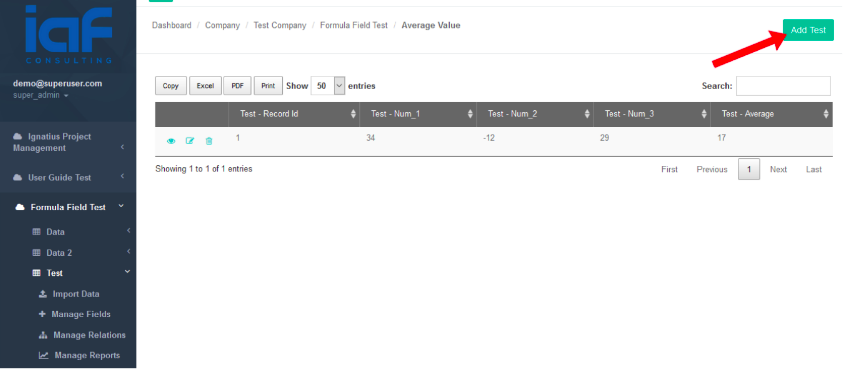 iaf
CONSULTING
demo@superuser.com
super_admin
Ignatius Project
Management
User Guide Test
Formula Field Test
Data
Data 2
Test
Import Data
Manage Fields
Manage Relations
Manage Reports
Dashboard / Company / Test Company / Formula Field Test / Average Value
Add Test
Copy Excel PDF Print Show 50 entries Search:
Test - Record Id Test - Num_1 Test - Num_2 Test - Num_3 Test - Average
1 34 -12 29 17
Showing 1 to 1 of 1 entries First Previous 1 Next Last